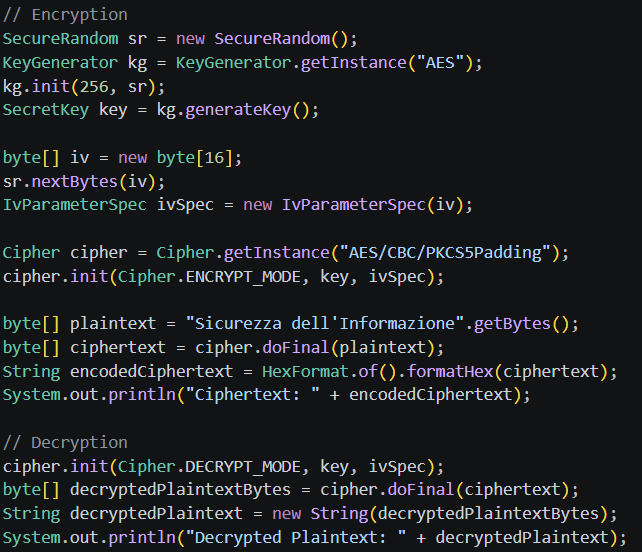 // Encryption
SecureRandom sr = new SecureRandom();
KeyGenerator kg = KeyGenerator.getInstance("AES");
kg.init(256, sr);
SecretKey key = kg.generateKey();

byte[] iv = new byte[16];
sr.nextBytes(iv);
IvParameterSpec ivSpec = new IvParameterSpec(iv);

Cipher cipher = Cipher.getInstance("AES/CBC/PKCS5Padding");
cipher.init(Cipher.ENCRYPT_MODE, key, ivSpec);

byte[] plaintext = "Sicurezza dell'Informazione".getBytes();
byte[] ciphertext = cipher.doFinal(plaintext);
String encodedCiphertext = HexFormat.of().formatHex(ciphertext);
System.out.println("Ciphertext: " + encodedCiphertext);

// Decryption
cipher.init(Cipher.DECRYPT_MODE, key, ivSpec);
byte[] decryptedPlaintextBytes = cipher.doFinal(ciphertext);
String decryptedPlaintext = new String(decryptedPlaintextBytes);
System.out.println("Decrypted Plaintext: " + decryptedPlaintext);